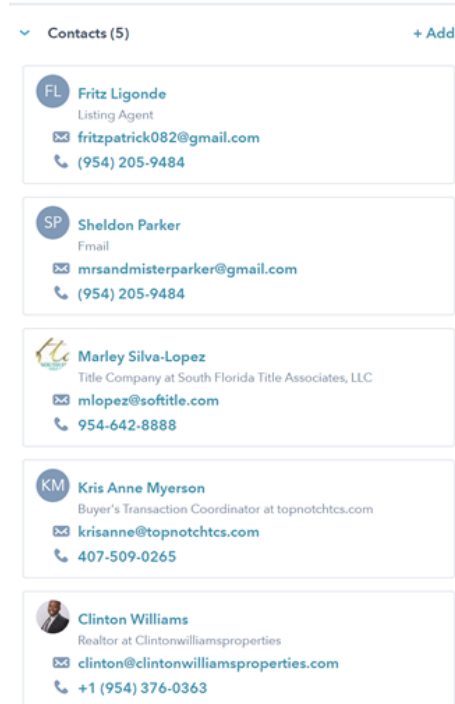 Contacts (5)
+ Add
FL
Fritz Ligonde
Listing Agent
fritzpatrick082@gmail.com
(954) 205-9484
SP
Sheldon Parker
Fmail
mrsandmisterparker@gmail.com
(954) 205-9484
Marley Silva-Lopez
Title Company at South Florida Title Associates, LLC
mlopez@softitle.com
954-642-8888
KM
Kris Anne Myerson
Buyer's Transaction Coordinator at topnotchtcs.com
krisanne@topnotchtcs.com
407-509-0265
Clinton Williams
Realtor at Clintonwilliamsproperties
clinton@clintonwilliamsproperties.com
+1 (954) 376-0363